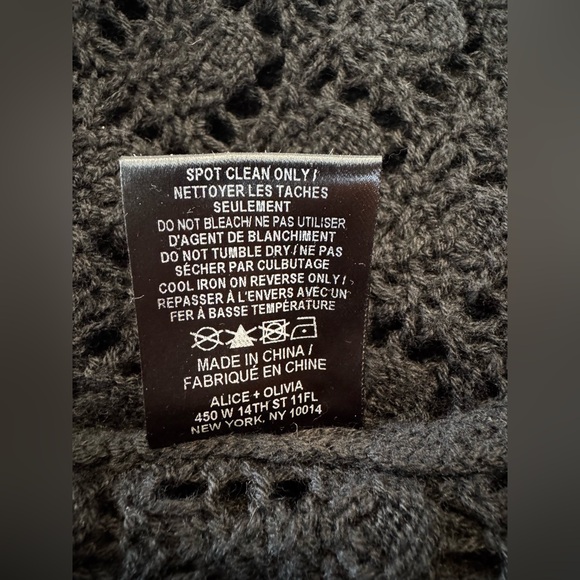 SPOT CLEAN ONLY /
NETTOYER LES TACHES
SEULEMENT
DO NOT BLEACH/ NE PAS UTILISER
D'AGENT DE BLANCHIMENT
DO NOT TUMBLE DRY / NE PAS
SÉCHER PAR CULBUTAGE
COOL IRON ON REVERSE ONLY /
REPASSER À L'ENVERS AVEC UN
FER À BASSE TEMPÉRATURE
MADE IN CHINA /
FABRIQUÉ EN CHINE
ALICE + OLIVIA
450 W 14TH ST 11FL
NEW YORK, NY 10014